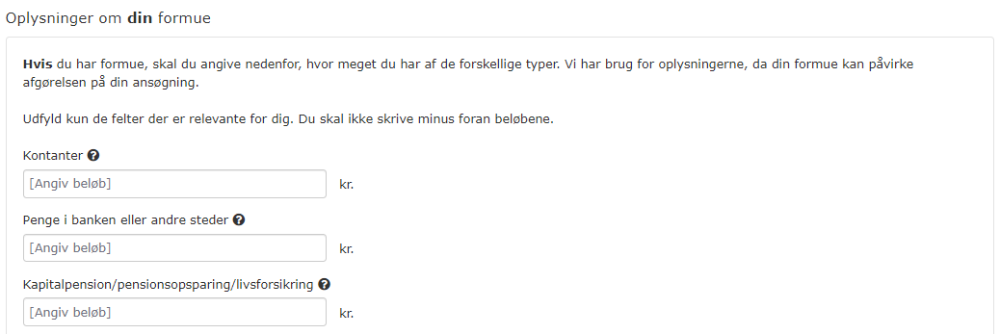 Oplysninger om din formue
Hvis du har formue, skal du angive nedenfor, hvor meget du har af de forskellige typer. Vi har brug for oplysningerne, da din formue kan påvirke
afgørelsen på din ansøgning.
Udfyld kun de felter der er relevante for dig. Du skal ikke skrive minus foran beløbene.
Kontanter ?
[Angiv beløb] kr.
Penge i banken eller andre steder ?
[Angiv beløb] kr.
Kapitalpension/pensionsopsparing/livsforsikring ?
[Angiv beløb] kr.